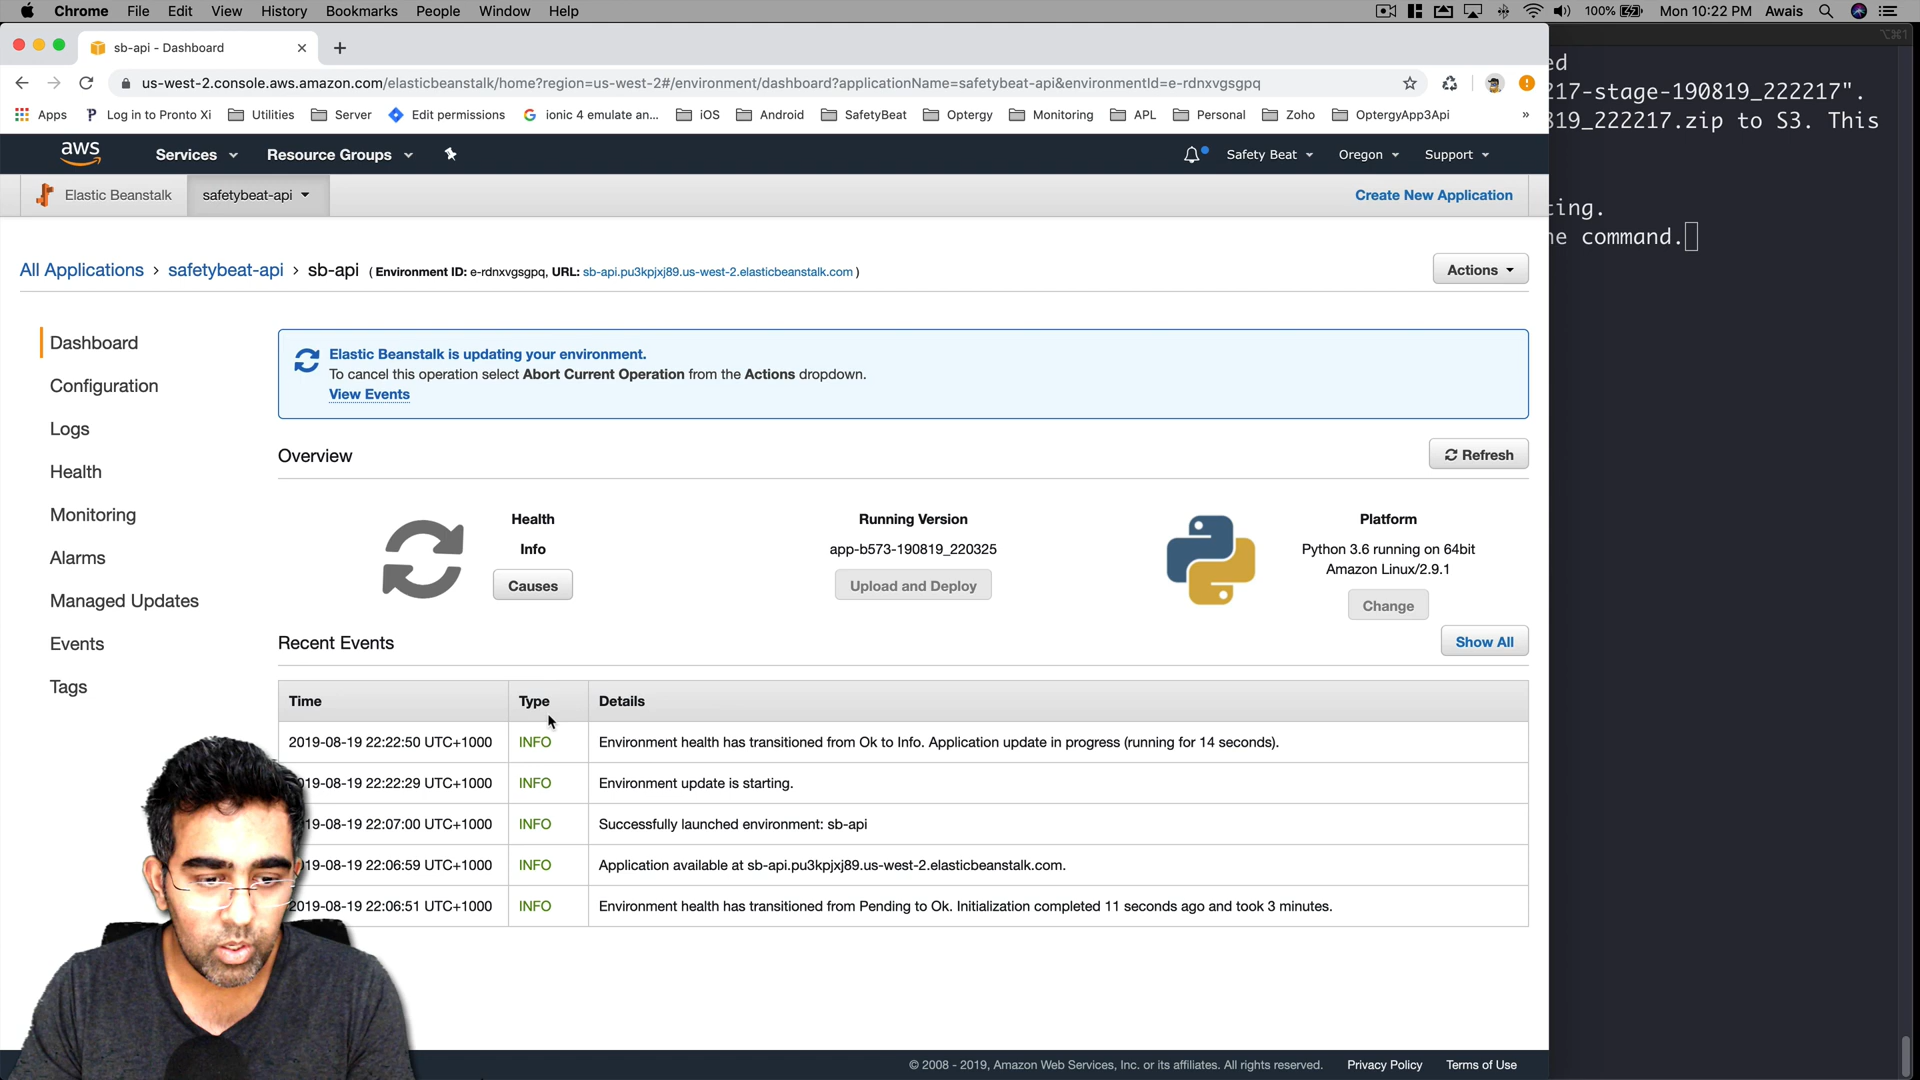 Chrome File Edit View History Bookmarks People Window Help
100% Mon 10:22 PM Awais
sb-api - Dashboard
us-west-2.console.aws.amazon.com/elasticbeanstalk/home?region=us-west-2#/environment/dashboard?applicationName=safetybeat-api&environmentId=e-rdnxvgsgpq
Apps Log in to Pronto Xi Utilities Server Edit permissions ionic 4 emulate an... iOS Android SafetyBeat Optergy Monitoring APL Personal Zoho OptergyApp3Api »
aws Services Resource Groups Safety Beat Oregon Support
Elastic Beanstalk safetybeat-api Create New Application
All Applications > safetybeat-api > sb-api ( Environment ID: e-rdnxvgsgpq, URL: sb-api.pu3kpjxj89.us-west-2.elasticbeanstalk.com )
Actions
Dashboard
Configuration
Logs
Health
Monitoring
Alarms
Managed Updates
Events
Tags
Elastic Beanstalk is updating your environment.
To cancel this operation select Abort Current Operation from the Actions dropdown.
View Events
Overview
Refresh
Health
Info
Causes
Running Version
app-b573-190819_220325
Upload and Deploy
Platform
Python 3.6 running on 64bit
Amazon Linux/2.9.1
Change
Recent Events
Show All
Time Type Details
2019-08-19 22:22:50 UTC+1000 INFO Environment health has transitioned from Ok to Info. Application update in progress (running for 14 seconds).
19-08-19 22:22:29 UTC+1000 INFO Environment update is starting.
19-08-19 22:07:00 UTC+1000 INFO Successfully launched environment: sb-api
19-08-19 22:06:59 UTC+1000 INFO Application available at sb-api.pu3kpjxj89.us-west-2.elasticbeanstalk.com.
2019-08-19 22:06:51 UTC+1000 INFO Environment health has transitioned from Pending to Ok. Initialization completed 11 seconds ago and took 3 minutes.
© 2008 - 2019, Amazon Web Services, Inc. or its affiliates. All rights reserved. Privacy Policy Terms of Use
⌥⌘1
ed
217-stage-190819_222217".
819_222217.zip to S3. This
ting.
he command.